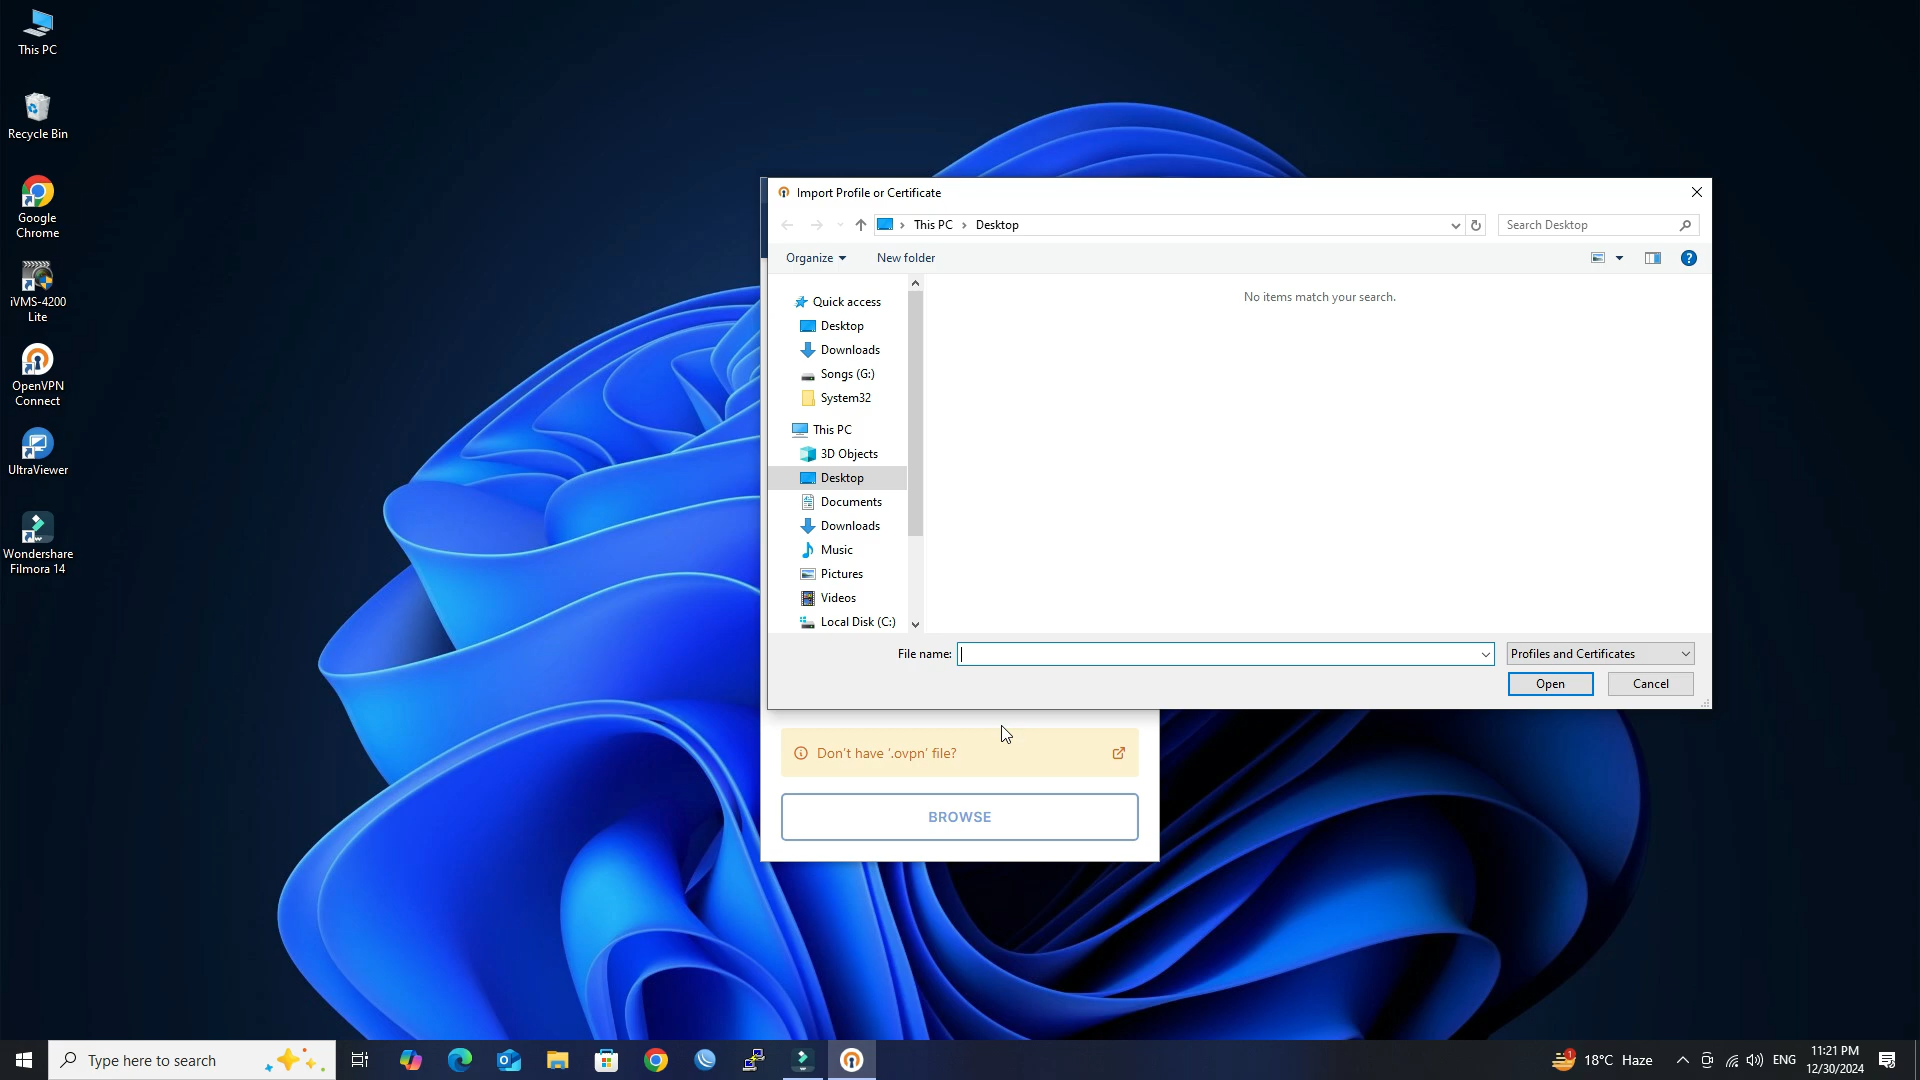 This PC
Recycle Bin
Google
Chrome
iVMS-4200
Lite
OpenVPN
Connect
UltraViewer
Wondershare
Filmora 14
Import Profile or Certificate
This PC
Desktop
Search Desktop
Organize
New folder
Quick access
Desktop
Downloads
Songs (G:)
System32
This PC
3D Objects
Desktop
Documents
Downloads
Music
Pictures
Videos
Local Disk (C:)
No items match your search.
File name:
Profiles and Certificates
Open
Cancel
Don't have '.ovpn' file?
BROWSE
Type here to search
1
18°C Haze
ENG
11:21 PM
12/30/2024